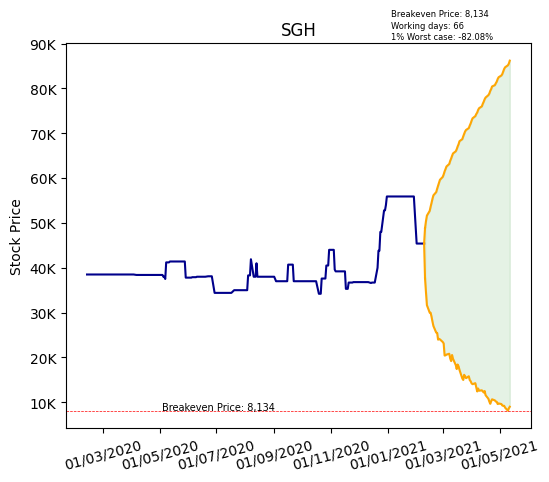 Breakeven Price: 8,134
Working days: 66
1% Worst case: -82.08%
SGH
Stock Price
90K
80K
70K
60K
50K
40K
30K
20K
10K
Breakeven Price: 8,134
01/03/2020 01/05/2020 01/07/2020 01/09/2020 01/11/2020 01/01/2021 01/03/2021 01/05/2021